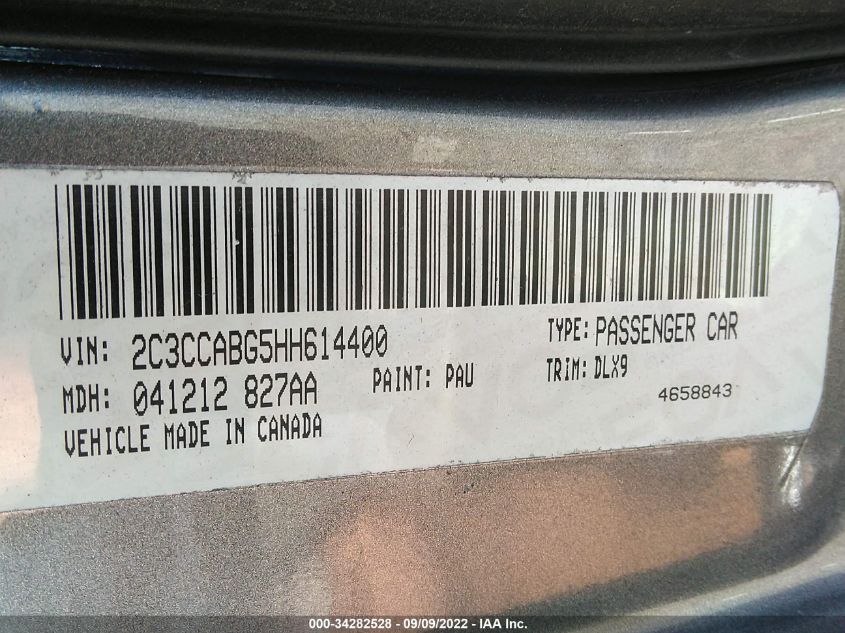 VIN: 2C3CCABG5HH614400 TYPE: PASSENGER CAR
MDH: 041212 827AA PAINT: PAU TRIM: DLX9
VEHICLE MADE IN CANADA 4658843
000-34282528 - 09/09/2022 - IAA Inc.